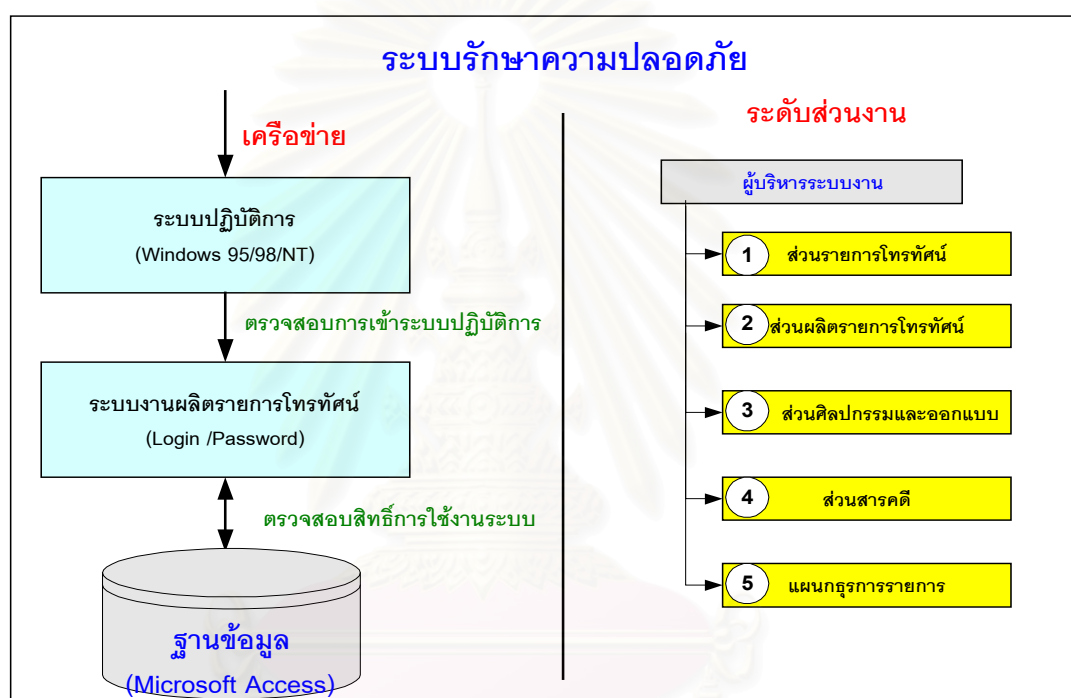 ระบบรักษาความปลอดภัย
เครือข่าย
ระบบปฏิบัติการ
(Windows 95/98/NT)
ตรวจสอบการเข้าระบบปฏิบัติการ
ระบบงานผลิตรายการโทรทัศน์
(Login /Password)
ตรวจสอบสิทธิ์การใช้งานระบบ
ฐานข้อมูล
(Microsoft Access)
ระดับส่วนงาน
ผู้บริหารระบบงาน
1 ส่วนรายการโทรทัศน์
2 ส่วนผลิตรายการโทรทัศน์
3 ส่วนศิลปกรรมและออกแบบ
4 ส่วนสารคดี
5 แผนกธุรการรายการ